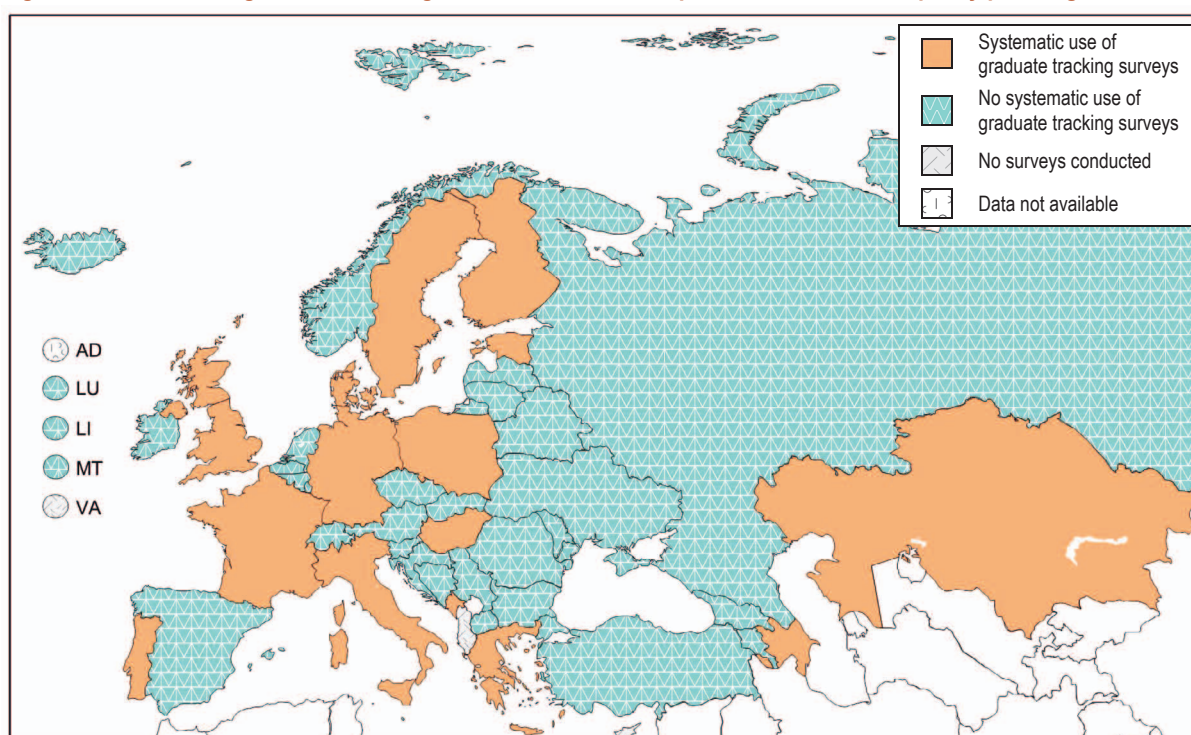 Systematic use of
graduate tracking surveys
No systematic use of
graduate tracking surveys
No surveys conducted
Data not available
AD
LU
LI
MT
VA